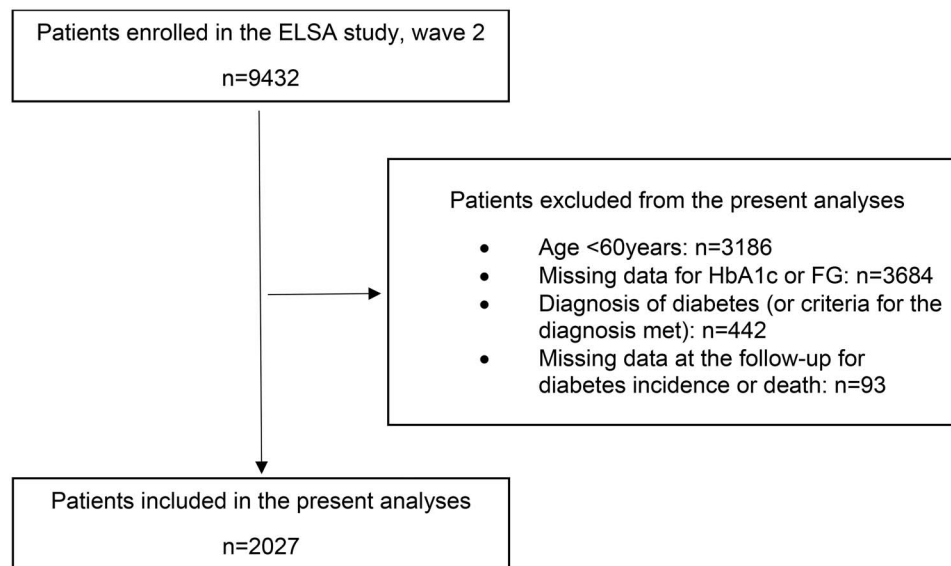 Patients enrolled in the ELSA study, wave 2
n=9432
Patients excluded from the present analyses
• Age <60years: n=3186
• Missing data for HbA1c or FG: n=3684
• Diagnosis of diabetes (or criteria for the
diagnosis met): n=442
• Missing data at the follow-up for
diabetes incidence or death: n=93
Patients included in the present analyses
n=2027